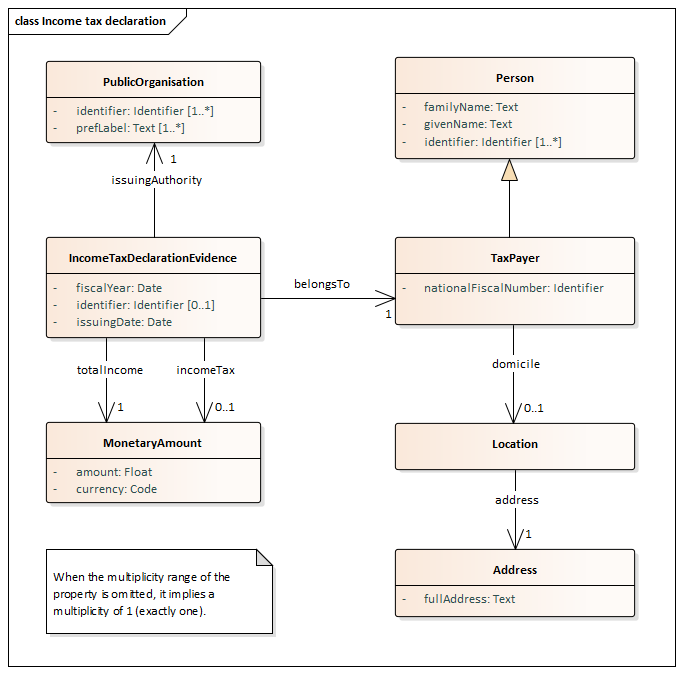 class Income tax declaration
PublicOrganisation
- identifier: Identifier [1..*]
- prefLabel: Text [1..*]
Person
- familyName: Text
- givenName: Text
- identifier: Identifier [1..*]
1
issuingAuthority
IncomeTaxDeclarationEvidence
- fiscalYear: Date
- identifier: Identifier [0..1]
- issuingDate: Date
belongsTo
1
TaxPayer
- nationalFiscalNumber: Identifier
totalIncome
1
incomeTax
0..1
domicile
0..1
MonetaryAmount
- amount: Float
- currency: Code
Location
address
1
Address
- fullAddress: Text
When the multiplicity range of the
property is omitted, it implies a
multiplicity of 1 (exactly one).